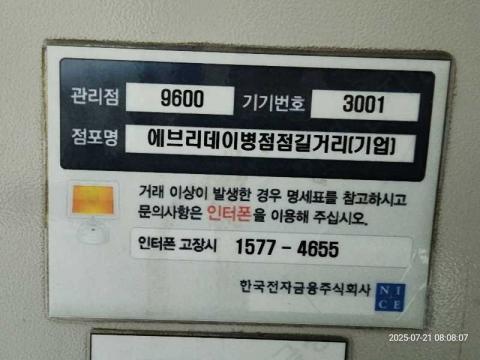 관리점 9600 기기번호 3001
점포명 에브리데이병점점길거리(기업)
거래 이상이 발생한 경우 명세표를 참고하시고
문의사항은 인터폰을 이용해 주십시오.
인터폰 고장시 1577-4655
한국전자금융주식회사 NICE
2025-07-21 08:08:07